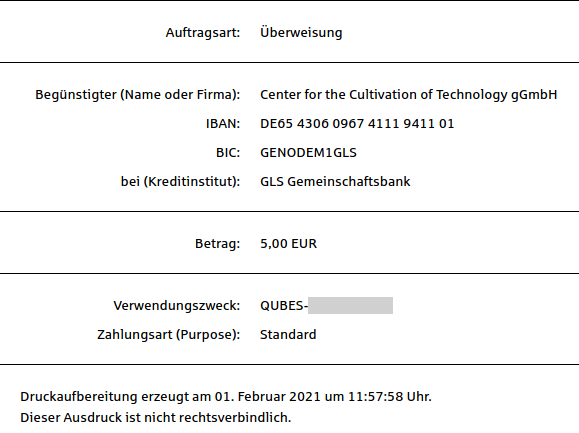 Auftragsart: Überweisung
Begünstigter (Name oder Firma): Center for the Cultivation of Technology gGmbH
IBAN: DE65 4306 0967 4111 9411 01
BIC: GENODEM1GLS
bei (Kreditinstitut): GLS Gemeinschaftsbank
Betrag: 5,00 EUR
Verwendungszweck: QUBES-
Zahlungsart (Purpose): Standard
Druckaufbereitung erzeugt am 01. Februar 2021 um 11:57:58 Uhr.
Dieser Ausdruck ist nicht rechtsverbindlich.